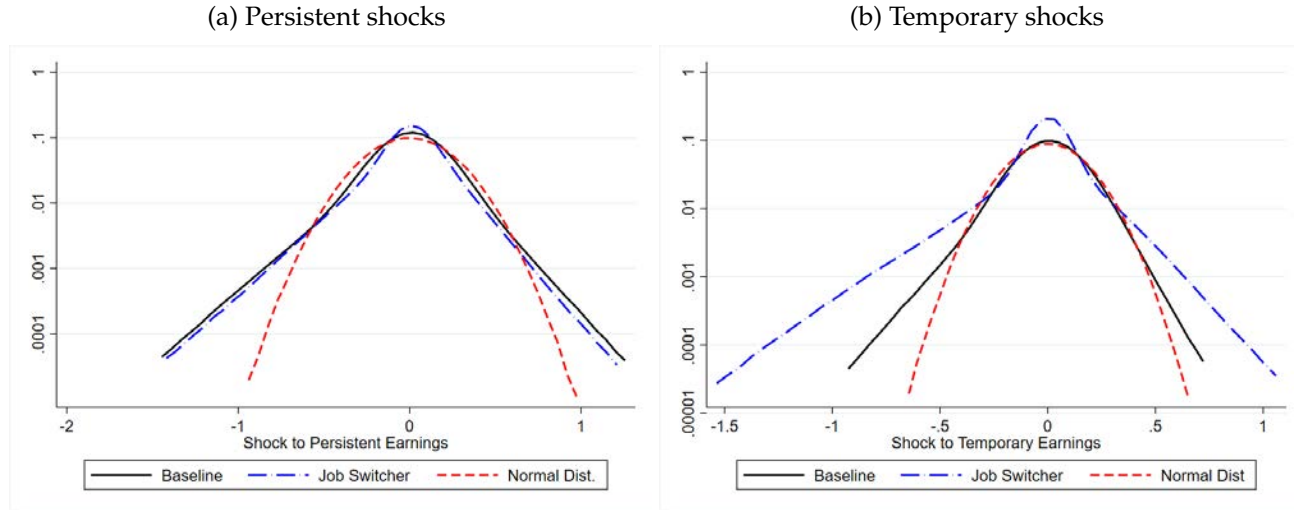 (a) Persistent shocks
1
.1
.01
.001
.0001
-2
-1
0
1
Shock to Persistent Earnings
Baseline
Job Switcher
Normal Dist.
(b) Temporary shocks
1
.1
.01
.001
.0001
.00001
-1.5
-1
-.5
0
.5
1
Shock to Temporary Earnings
Baseline
Job Switcher
Normal Dist